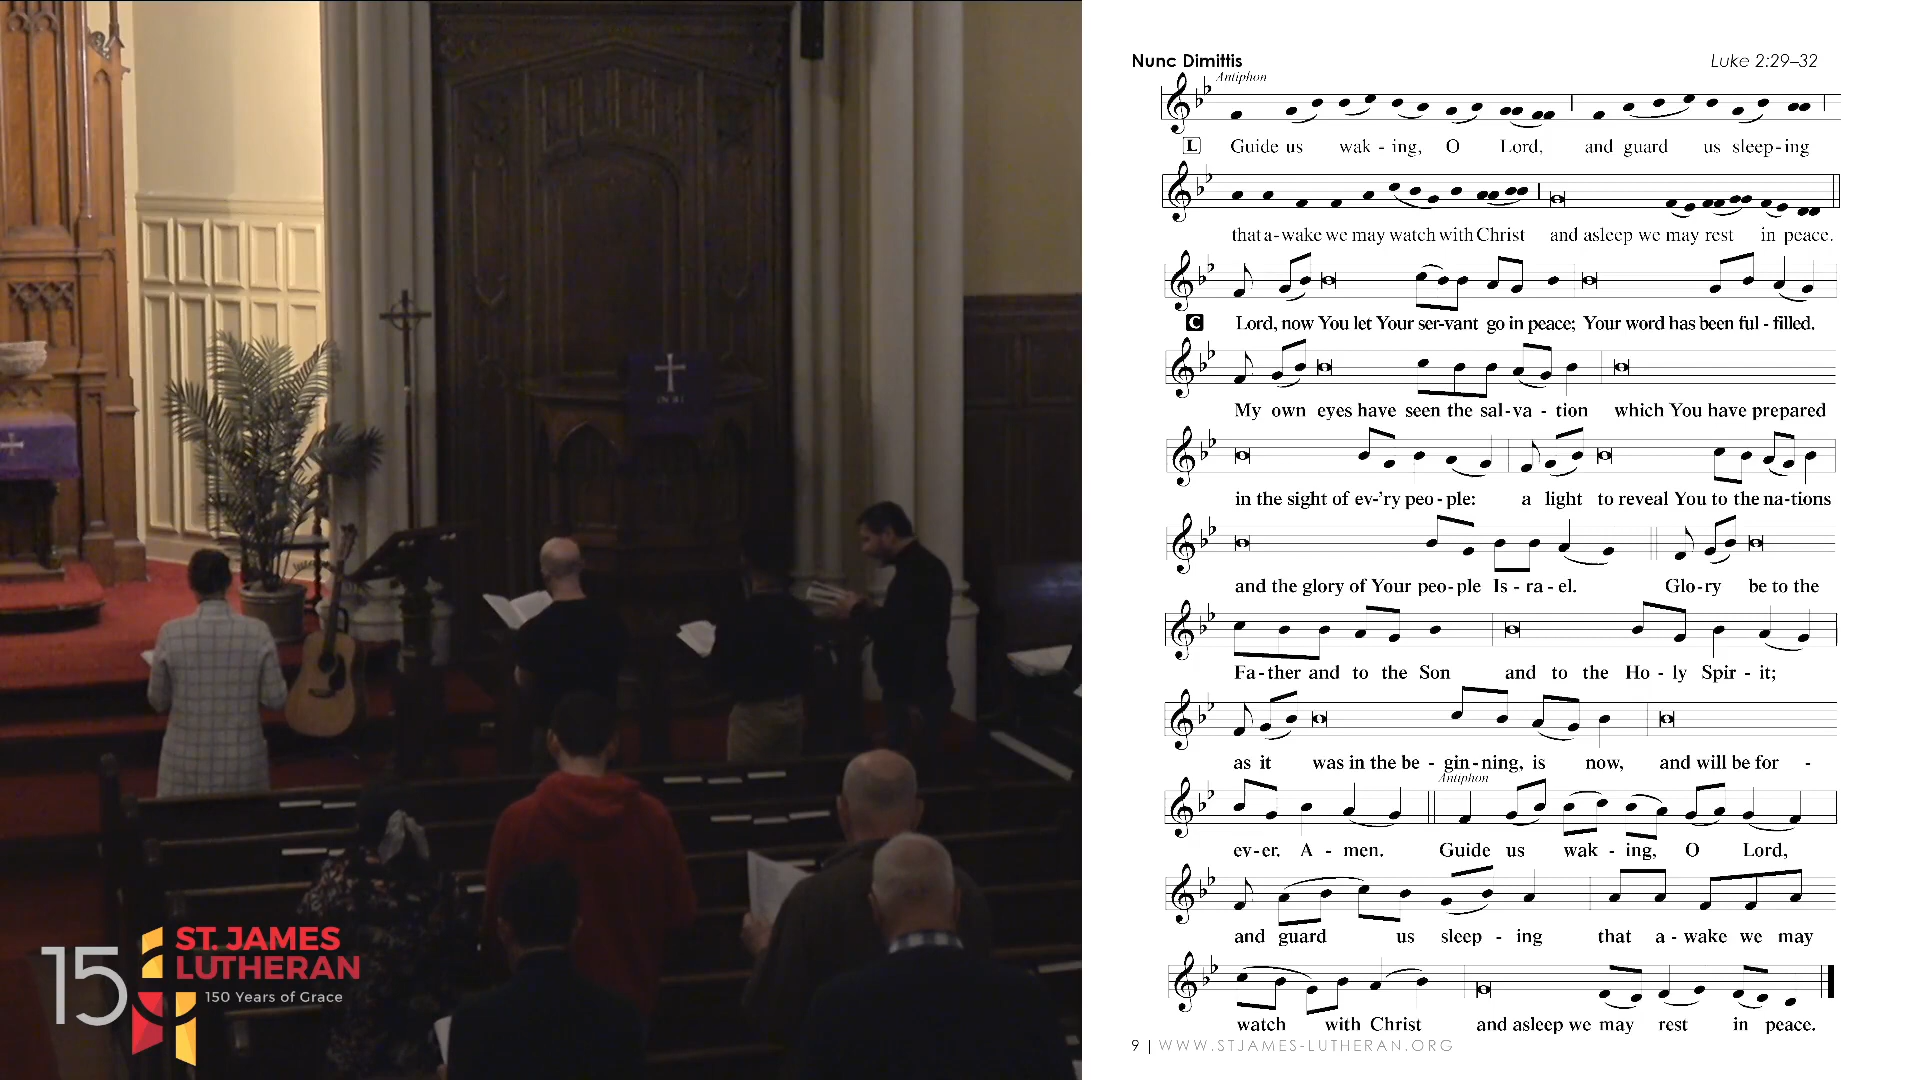 Nunc Dimittis
Luke 2:29–32
Antiphon
L Guide us wak - ing, O Lord, and guard us sleep - ing
that a - wake we may watch with Christ and asleep we may rest in peace.
C Lord, now You let Your ser - vant go in peace; Your word has been ful - filled.
My own eyes have seen the sal - va - tion which You have prepared
in the sight of ev - 'ry peo - ple: a light to reveal You to the na - tions
and the glory of Your peo - ple Is - ra - el. Glo - ry be to the
Fa - ther and to the Son and to the Ho - ly Spir - it;
as it was in the be - gin - ning, is now, and will be for -
Antiphon
ev - er. A - men. Guide us wak - ing, O Lord,
and guard us sleep - ing that a - wake we may
watch with Christ and asleep we may rest in peace.
9 | WWW.STJAMES-LUTHERAN.ORG
150
ST. JAMES
LUTHERAN
150 Years of Grace